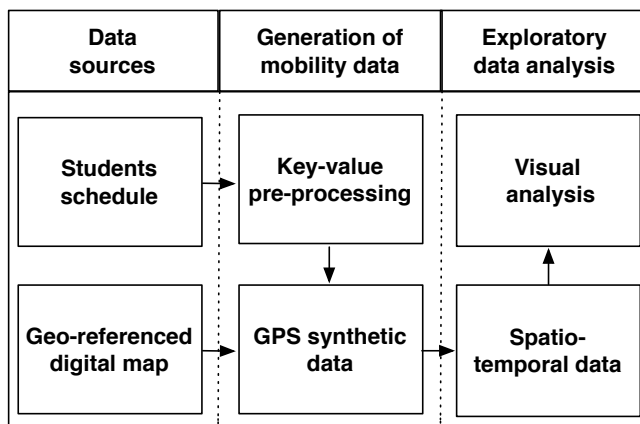 Data
sources
Generation of
mobility data
Exploratory
data analysis
Students
schedule
Key-value
pre-processing
Visual
analysis
Geo-referenced
digital map
GPS synthetic
data
Spatio-
temporal data